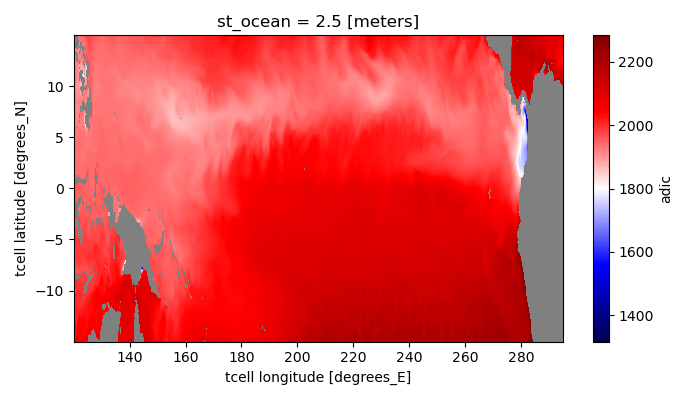 st_ocean = 2.5 [meters]
10
5
0
−5
−10
tcell latitude [degrees_N]
140 160 180 200 220 240 260 280
tcell longitude [degrees_E]
2200
2000
1800
1600
1400
adic